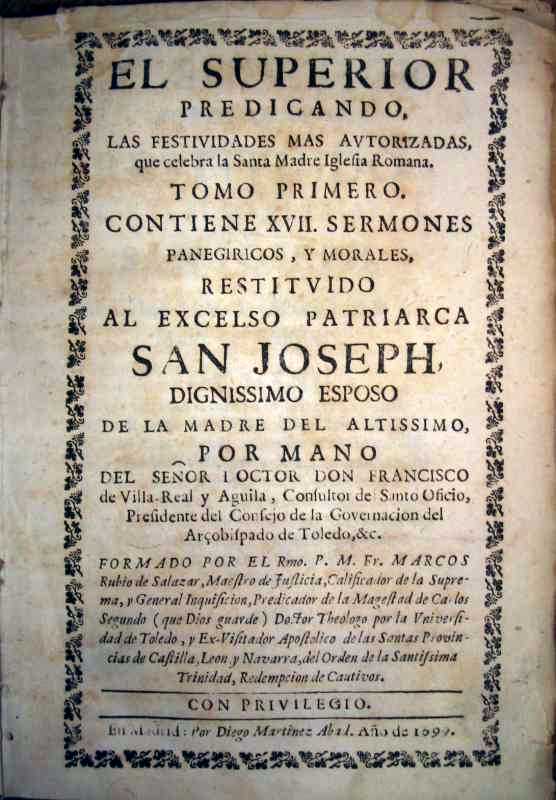 EL SUPERIOR
PREDICANDO,
LAS FESTIVIDADES MAS AVTORIZADAS,
que celebra la Santa Madre Iglesia Romana.
TOMO PRIMERO.
CONTIENE XVII. SERMONES
PANEGIRICOS, Y MORALES,
RESTITVIDO
AL EXCELSO PATRIARCA
SAN JOSEPH,
DIGNISSIMO ESPOSO
DE LA MADRE DEL ALTISSIMO,
POR MANO
DEL SEÑOR DOCTOR DON FRANCISCO
de Villa-Real y Aguila, Consultor del Santo Oficio,
Presidente del Consejo de la Governacion del
Arçobispado de Toledo, &c.
FORMADO POR EL Rmo. P. M. Fr. MARCOS
Rubio de Salazar, Maestro de Justicia, Calificador de la Supre-
ma, y General Inquisicion, Predicador de la Magestad de Carlos
Segundo (que Dios guarde) Doctor Theologo por la Vniversi-
dad de Toledo, y Ex-Visitador Apostolico de las Santas Provin-
cias de Castilla, Leon, y Navarra, del Orden de la Santissima
Trinidad, Redempcion de Cautivos.
CON PRIVILEGIO.
En Madrid: Por Diego Martinez Abad. Año de